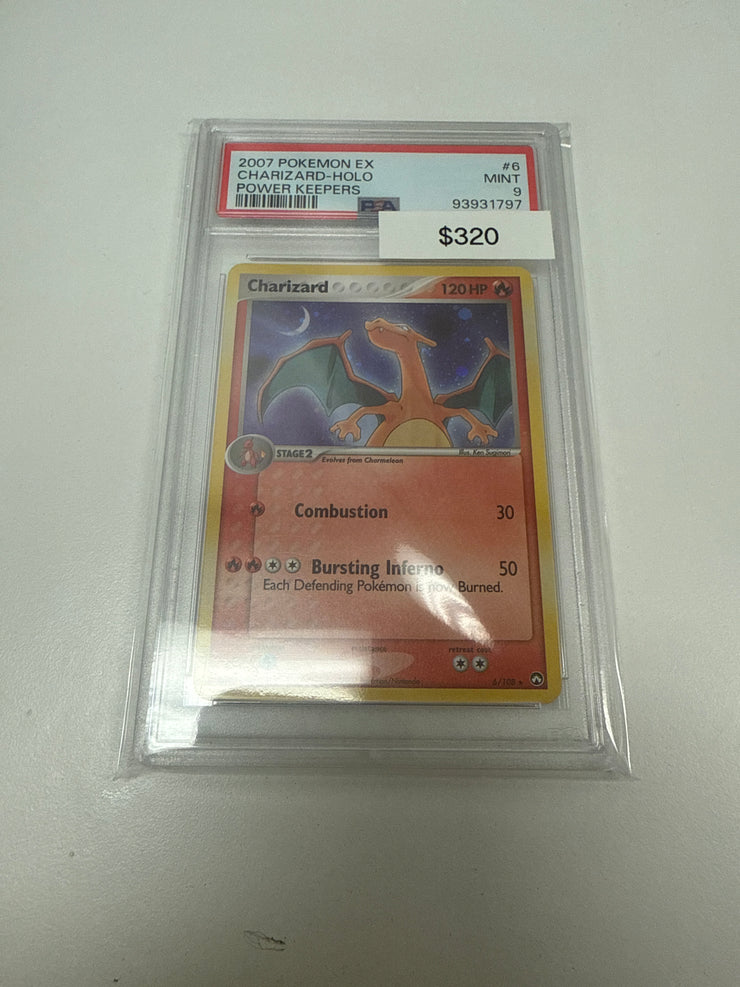 2007 POKEMON EX #6
CHARIZARD-HOLO MINT
POWER KEEPERS 9
93931797
$320
Charizard 120 HP
STAGE 2 Evolves from Charmeleon Illus. Ken Sugimori
Combustion 30
Bursting Inferno 50
Each Defending Pokémon is now Burned.
retreat cost
6/108